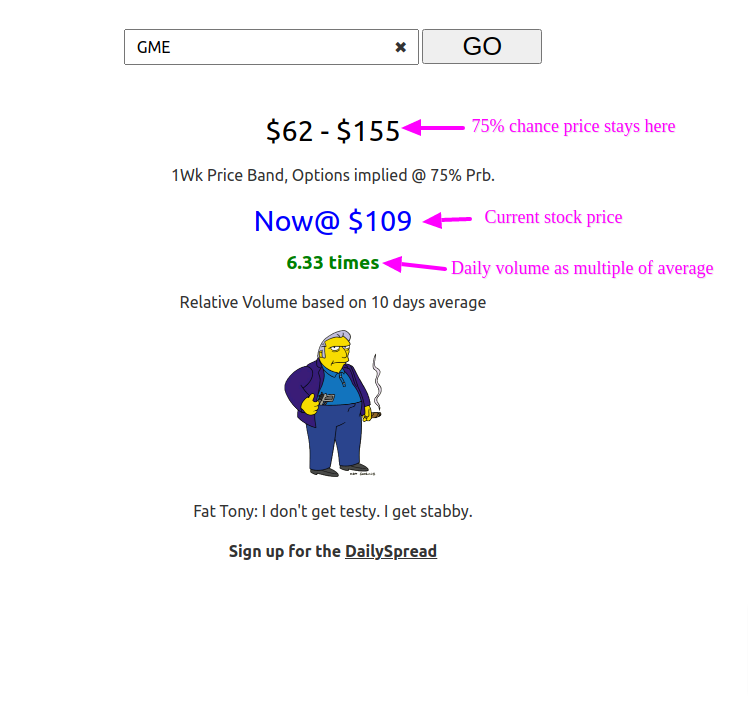 GME ✖ GO
$62 - $155
75% chance price stays here
1Wk Price Band, Options implied @ 75% Prb.
Now@ $109
Current stock price
6.33 times
Daily volume as multiple of average
Relative Volume based on 10 days average
Fat Tony: I don't get testy. I get stabby.
Sign up for the DailySpread